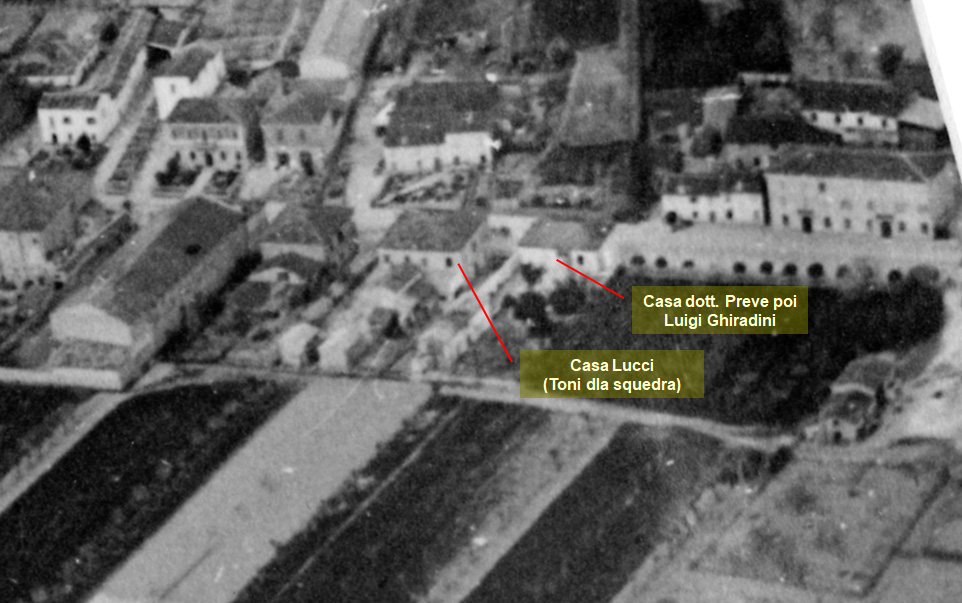 Casa dott. Preve poi
Luigi Ghiradini
Casa Lucci
(Toni dla squedra)